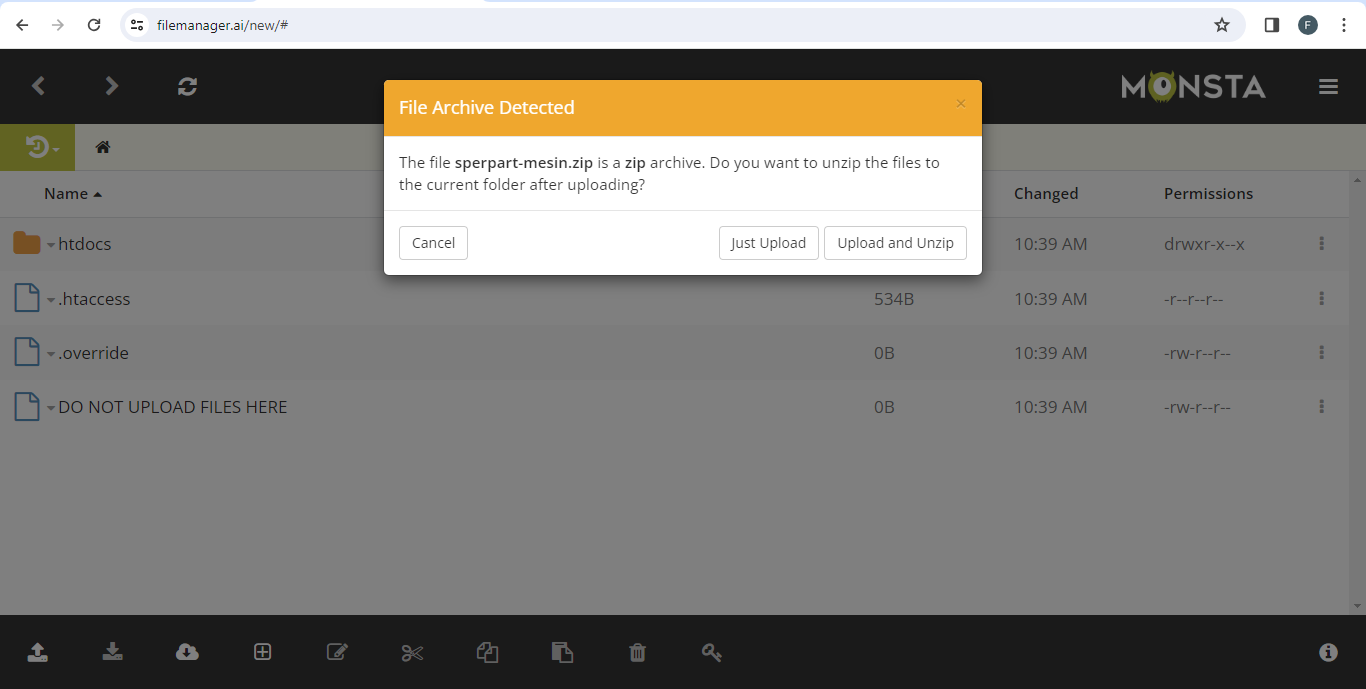 filemanager.ai/new/#
F
MONSTA
File Archive Detected
×
The file sperpart-mesin.zip is a zip archive. Do you want to unzip the files to
the current folder after uploading?
Cancel
Just Upload
Upload and Unzip
Name
Changed
Permissions
htdocs
10:39 AM
drwxr-x--x
.htaccess
534B
10:39 AM
-r--r--r--
.override
0B
10:39 AM
-rw-r--r--
DO NOT UPLOAD FILES HERE
0B
10:39 AM
-rw-r--r--